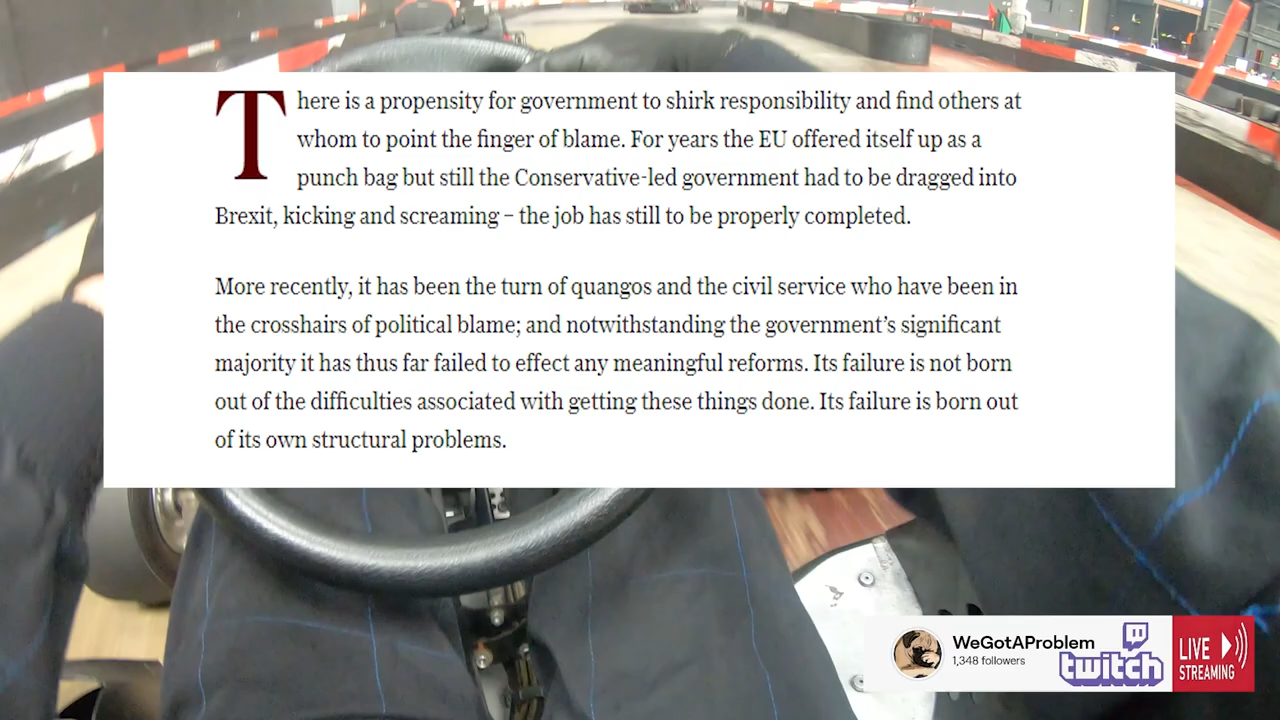 There is a propensity for government to shirk responsibility and find others at
whom to point the finger of blame. For years the EU offered itself up as a
punch bag but still the Conservative-led government had to be dragged into
Brexit, kicking and screaming – the job has still to be properly completed.
More recently, it has been the turn of quangos and the civil service who have been in
the crosshairs of political blame; and notwithstanding the government’s significant
majority it has thus far failed to effect any meaningful reforms. Its failure is not born
out of the difficulties associated with getting these things done. Its failure is born out
of its own structural problems.
WeGotAProblem
1,348 followers
twitch
LIVE
STREAMING